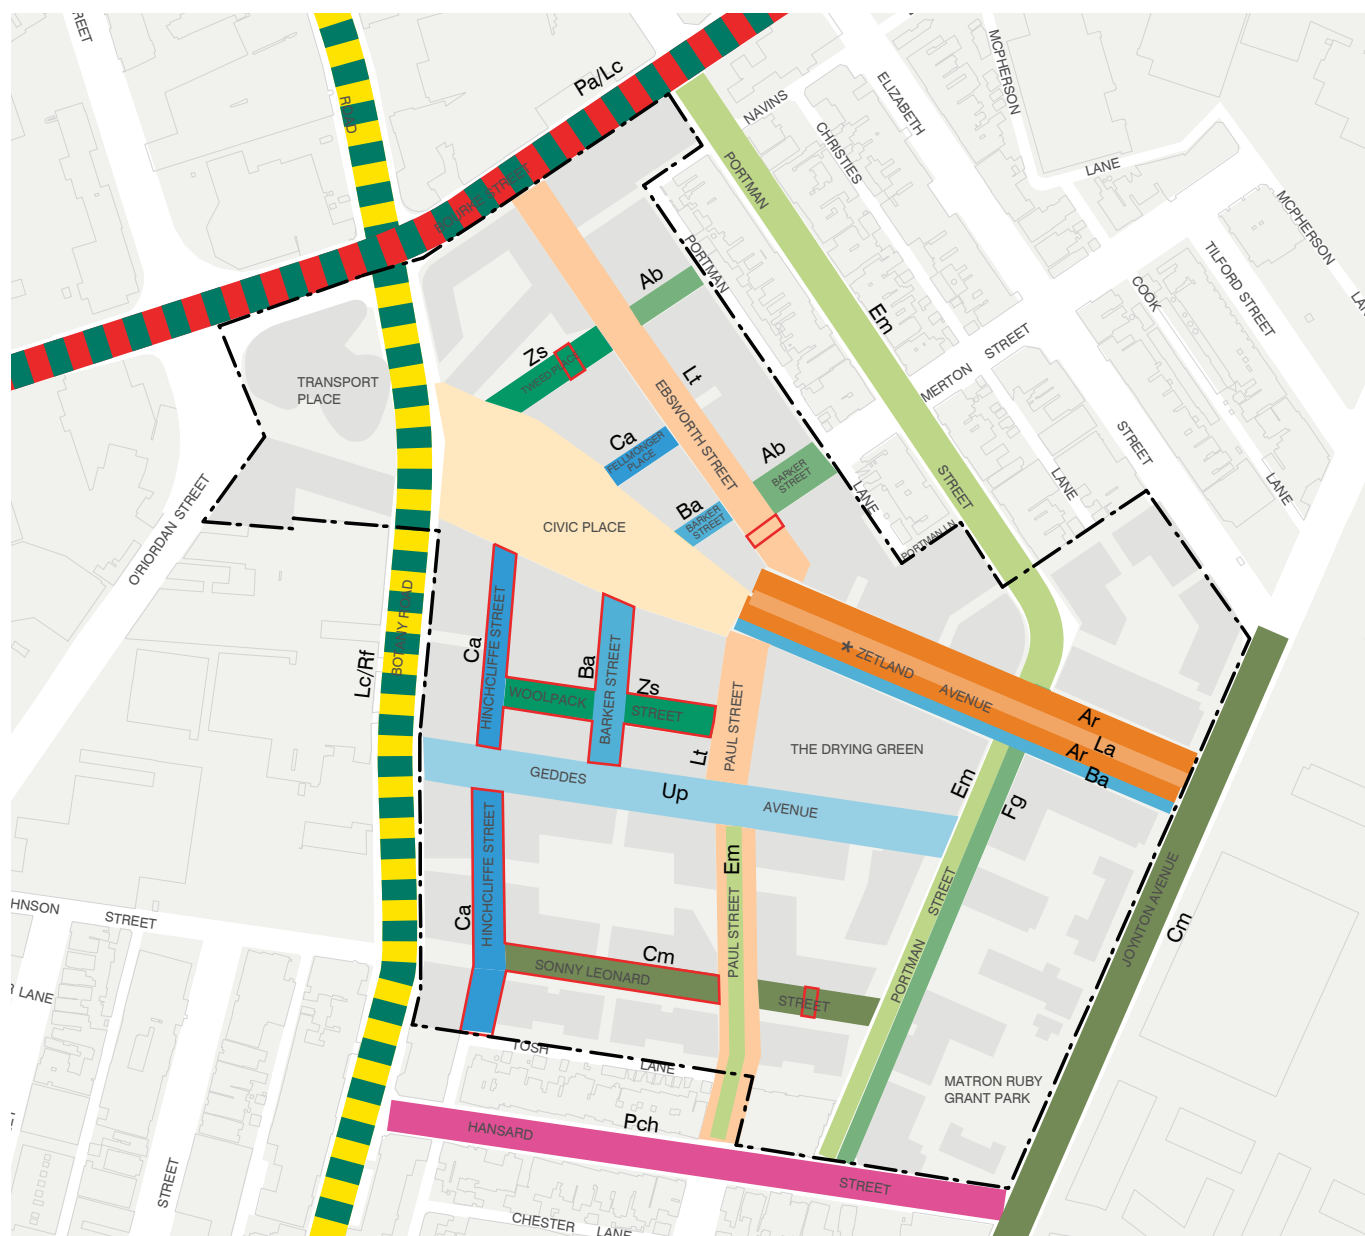 REET
ROAD
Pa/Lc
NAVINS
ELIZABETH
MCPHERSON
CHRISTIES
LANE
MCPHERSON
LA
PORTMAN
BOURKE STREET
PORTMAN
TILFORD STREET
COOK
Ab
Em
STREET
MERTON
Zs
TWEED PLACE
TRANSPORT
PLACE
Lt
EBSWORTH STREET
Ca
FELLMONGER
PLACE
Ab
BARKER
STREET
STREET
STREET
LANE
LANE
LANE
Ba
BARKER
STREET
CIVIC PLACE
PORTMAN LN
O'RIORDAN STREET
BOTANY ROAD
Lc/Rf
Ca
HINCHCLIFFE STREET
Ba
BARKER STREET
Zs
WOOLPACK
STREET
* ZETLAND
AVENUE
Ar
La
Ar
Ba
Lt
PAUL STREET
THE DRYING GREEN
GEDDES
Up
AVENUE
Em
Fg
Em
PAUL STREET
HINCHCLIFFE STREET
Ca
HNSON
STREET
STREET
PORTMAN
JOYNTON AVENUE
Cm
Cm
SONNY LEONARD
STREET
R LANE
TOSH
LANE
MATRON RUBY
GRANT PARK
Pch
HANSARD
STREET
STREET
CHESTER
LANE